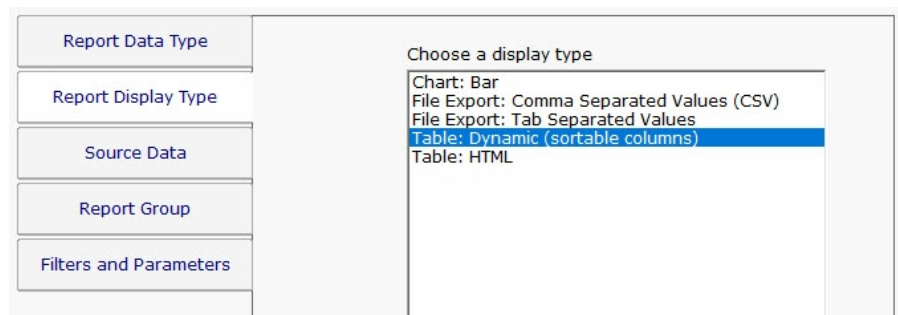 Report Data Type
Report Display Type
Source Data
Report Group
Filters and Parameters
Choose a display type
Chart: Bar
File Export: Comma Separated Values (CSV)
File Export: Tab Separated Values
Table: Dynamic (sortable columns)
Table: HTML